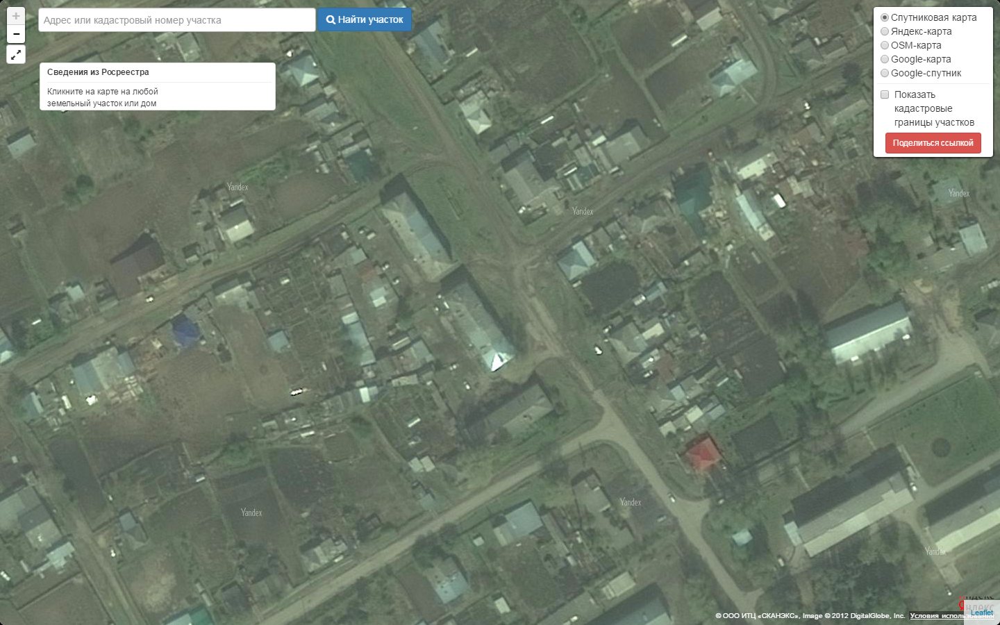 +
Адрес или кадастровый номер участка
Найти участок
−
Сведения из Росреестра
Кликните на карте на любой
земельный участок или дом
Спутниковая карта
Яндекс-карта
OSM-карта
Google-карта
Google-спутник
Показать
кадастровые
границы участков
Поделиться ссылкой
Yandex
Yandex
Yandex
Yandex
Yandex
Yandex
© ООО ИТЦ «СКАНЭКС», Image © 2012 DigitalGlobe, Inc. Условия использования
Leaflet